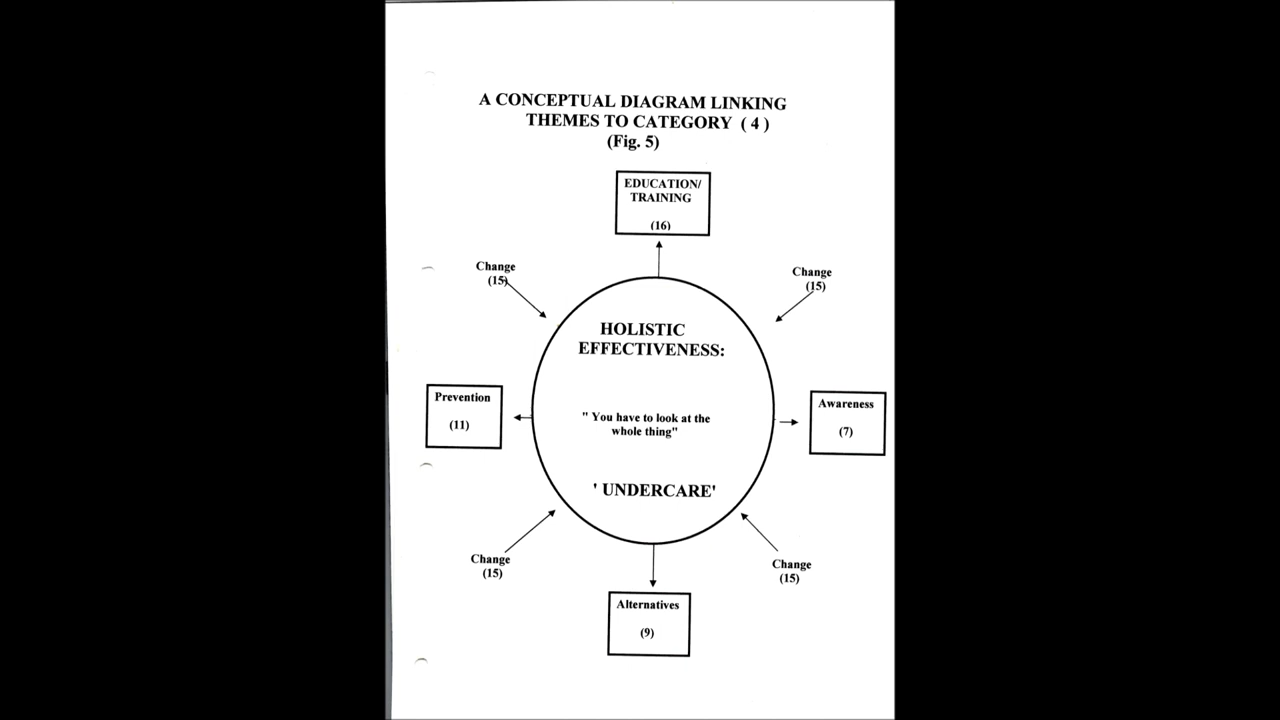 A CONCEPTUAL DIAGRAM LINKING
THEMES TO CATEGORY ( 4 )
(Fig. 5)
EDUCATION/
TRAINING
(16)
Change
(15)
Change
(15)
HOLISTIC
EFFECTIVENESS:
Prevention
(11)
" You have to look at the
whole thing"
Awareness
(7)
' UNDERCARE'
Change
(15)
Change
(15)
Alternatives
(9)